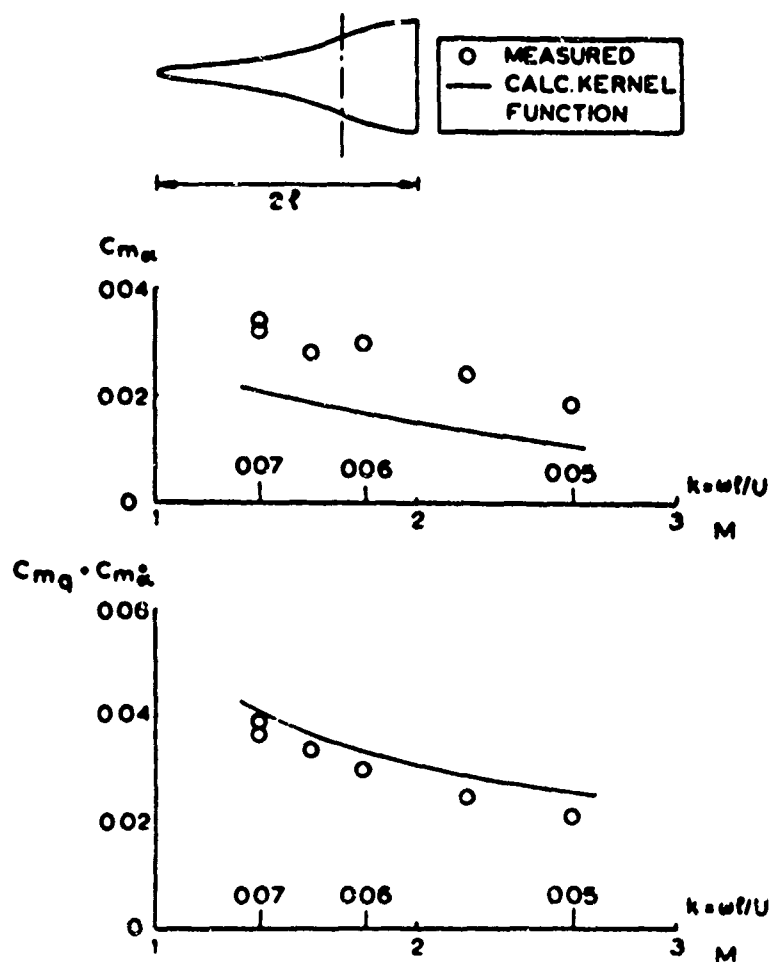 O MEASURED
— CALC. KERNEL
FUNCTION
2ℓ
Cmα
004
002
0
007 006 005 k=ωℓ/U
1 2 3
M
Cmq + Cmα̇
006
004
002
0
007 006 005 k=ωℓ/U
1 2 3
M